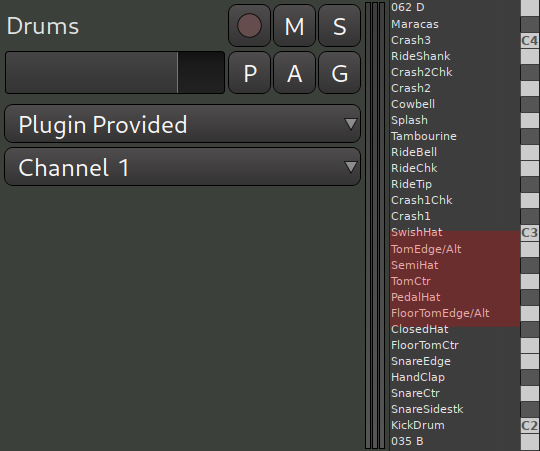 Drums
M S
P A G
Plugin Provided
Channel 1
062 D
Maracas
Crash3
C4
RideShank
Crash2Chk
Crash2
Cowbell
Splash
Tambourine
RideBell
RideChk
RideTip
Crash1Chk
Crash1
SwishHat
C3
TomEdge/Alt
SemiHat
TomCtr
PedalHat
FloorTomEdge/Alt
ClosedHat
FloorTomCtr
SnareEdge
HandClap
SnareCtr
SnareSidestk
KickDrum
C2
035 B